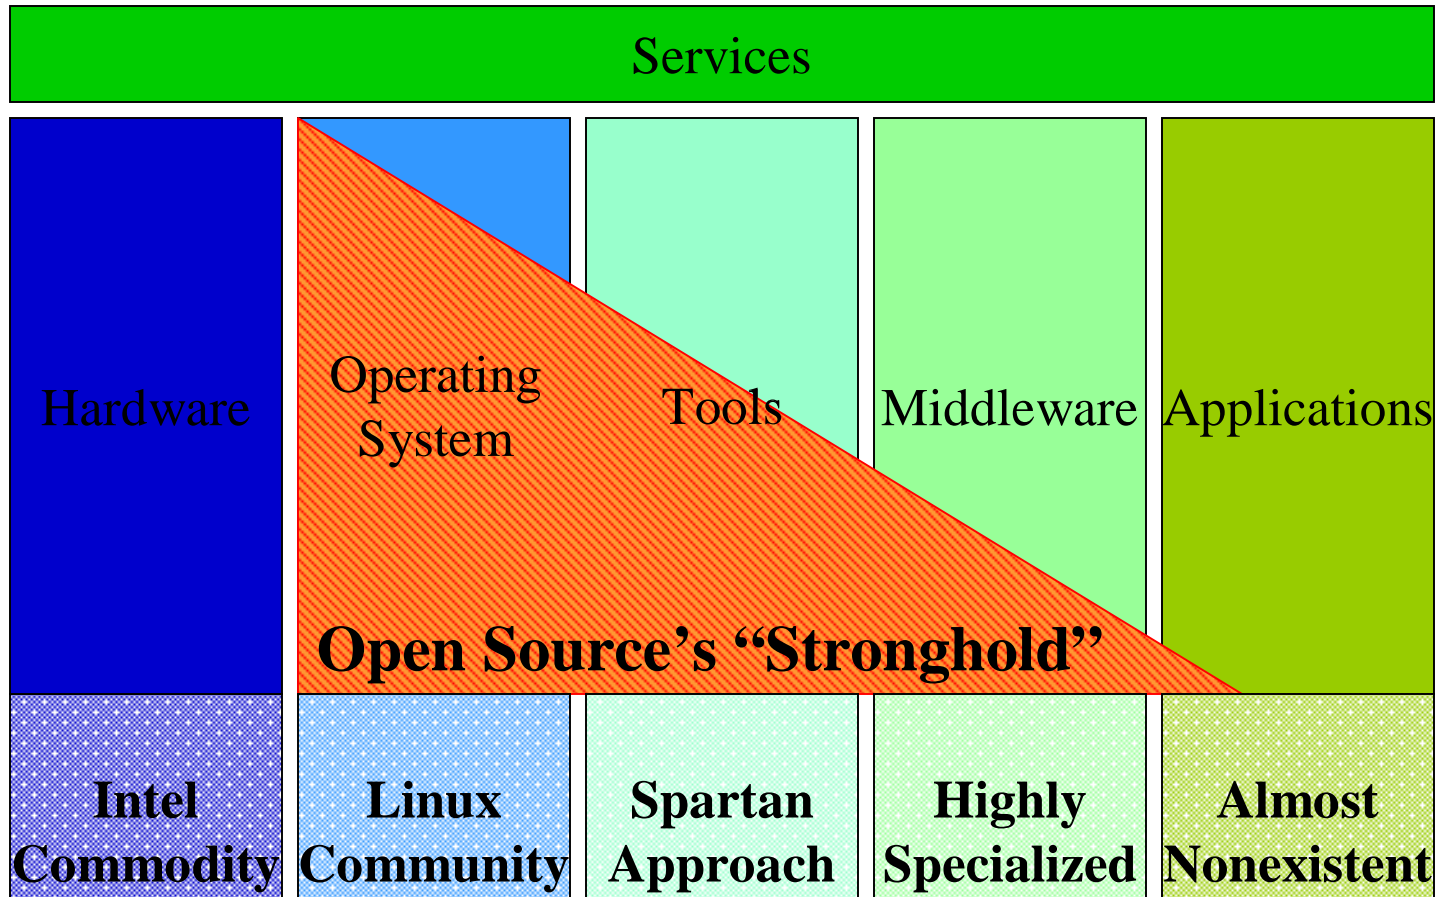 Services
Hardware
Operating
System
Tools
Middleware
Applications
Open Source’s “Stronghold”
Intel
Commodity
Linux
Community
Spartan
Approach
Highly
Specialized
Almost
Nonexistent